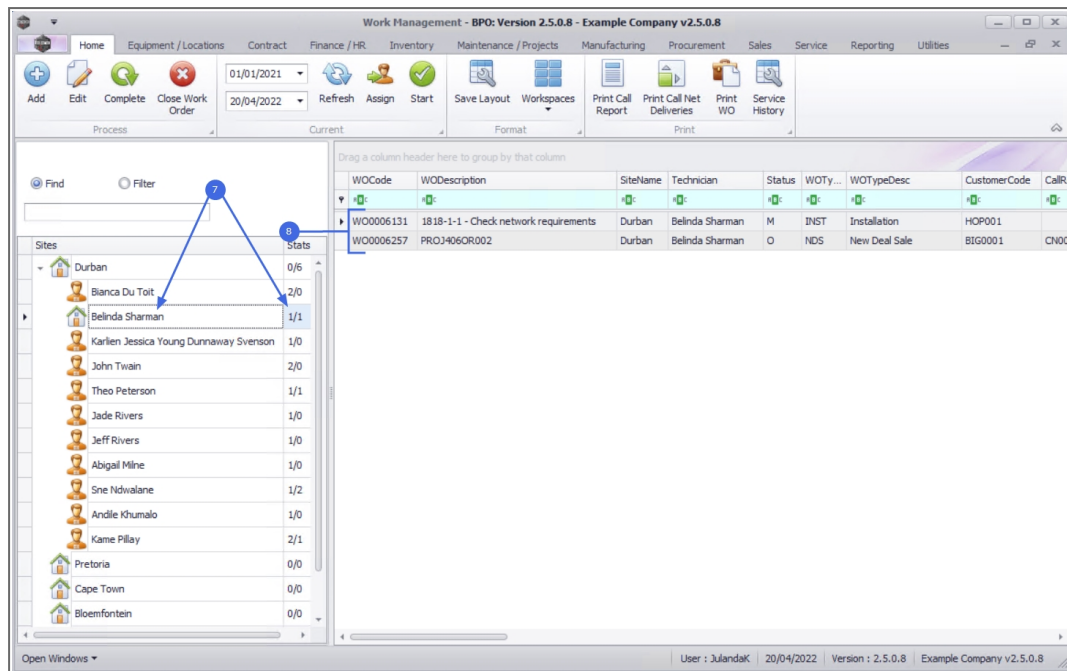 Work Management - BPO: Version 2.5.0.8 - Example Company v2.5.0.8
Home Equipment / Locations Contract Finance / HR Inventory Maintenance / Projects Manufacturing Procurement Sales Service Reporting Utilities
01/01/2021
20/04/2022
Add Edit Complete Close Work Order Refresh Assign Start Save Layout Workspaces Print Call Report Print Call Net Deliveries Print WO Service History
Process Current Format Print
Drag a column header here to group by that column
Find Filter
7
8
WOCode WODescription SiteName Technician Status WOTy... WOTypeDesc CustomerCode CallR
WO0006131 1818-1-1 - Check network requirements Durban Belinda Sharman M INST Installation HOP001
WO0006257 PROJ406OR002 Durban Belinda Sharman O NDS New Deal Sale BIG0001 CN00
Sites Stats
Durban 0/6
Bianca Du Toit 2/0
Belinda Sharman 1/1
Karlien Jessica Young Dunnaway Svenson 1/0
John Twain 2/0
Theo Peterson 1/1
Jade Rivers 1/0
Jeff Rivers 1/0
Abigail Milne 1/0
Sne Ndwalane 1/2
Andile Khumalo 1/0
Kame Pillay 2/1
Pretoria 0/0
Cape Town 0/0
Bloemfontein 0/0
Open Windows User : JulandaK 20/04/2022 Version : 2.5.0.8 Example Company v2.5.0.8